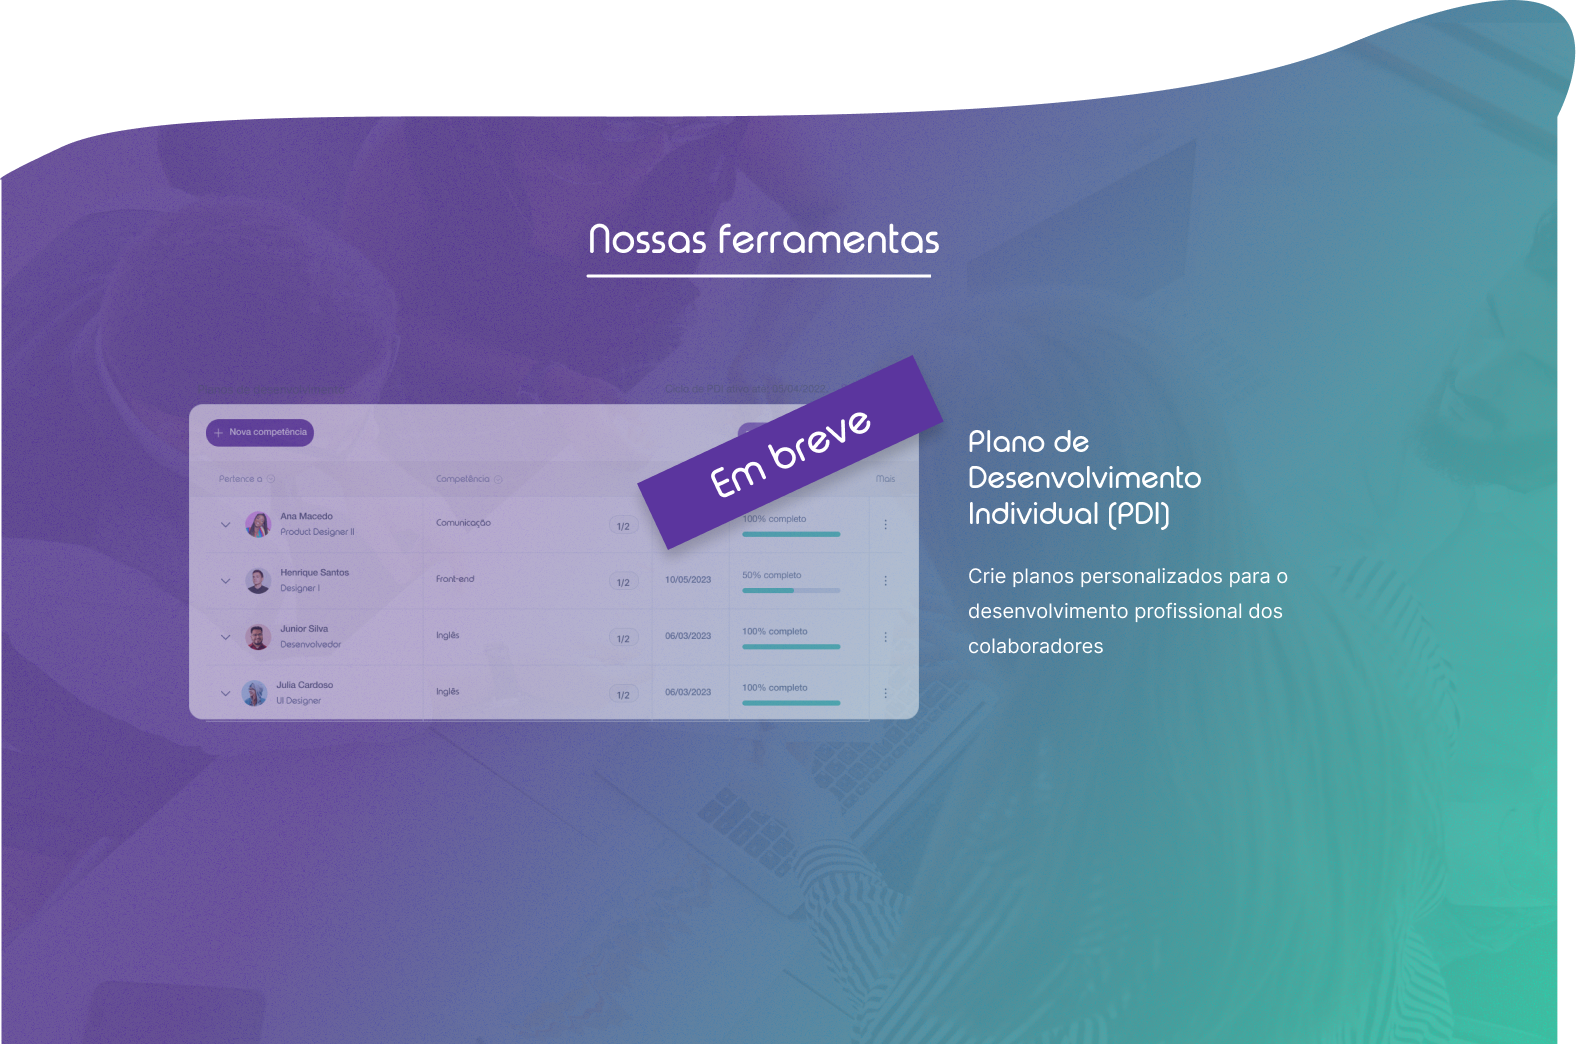 Nossas ferramentas
Ciclo de PDI
04/2022
Em breve
Nova competência
Pertence a
Competência
Mais
Ana Macedo
Product Designer II
Comunicação
1/2
100% completo
Henrique Santos
Designer I
Front-end
1/2
10/05/2023
50% completo
Junior Silva
Desenvolvedor
Inglês
1/2
06/03/2023
100% completo
Julia Cardoso
UI Designer
Inglês
1/2
06/03/2023
100% completo
Plano de
Desenvolvimento
Individual (PDI)
Crie planos personalizados para o
desenvolvimento profissional dos
colaboradores